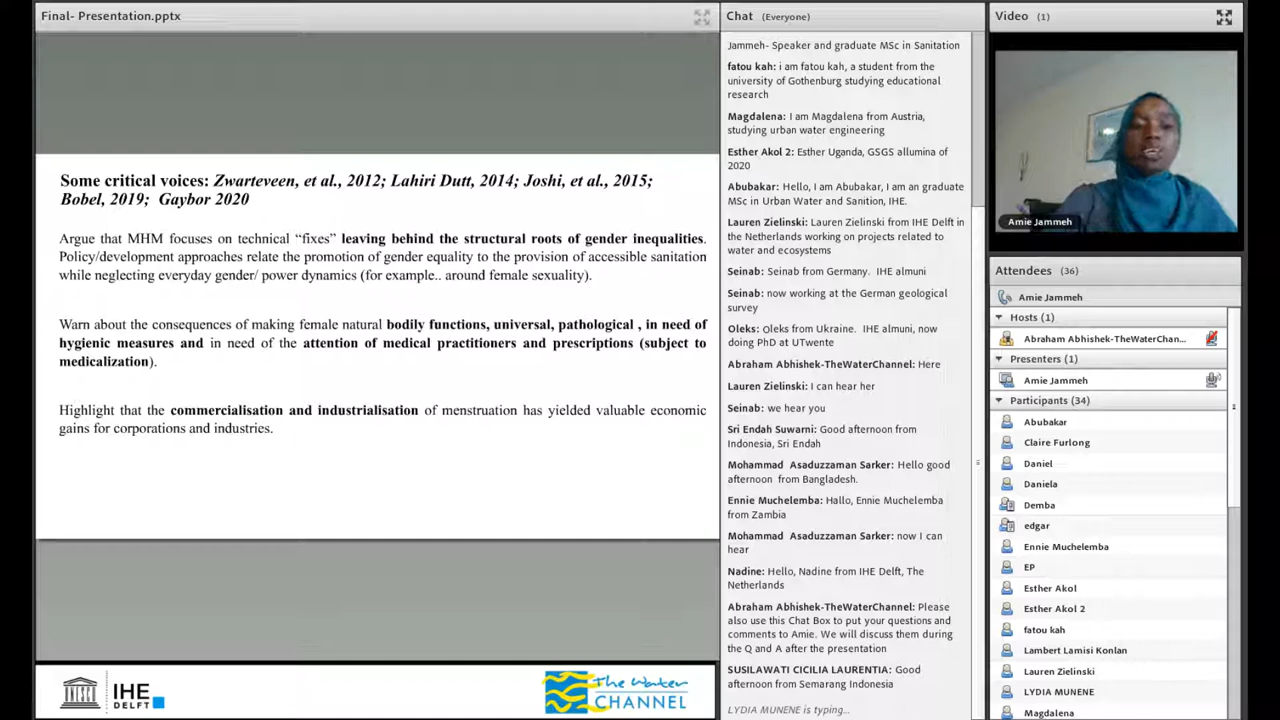 Final- Presentation.pptx
Some critical voices: Zwarteveen, et al., 2012; Lahiri Dutt, 2014; Joshi, et al., 2015;
Bobel, 2019; Gaybor 2020
Argue that MHM focuses on technical “fixes” leaving behind the structural roots of gender inequalities.
Policy/development approaches relate the promotion of gender equality to the provision of accessible sanitation
while neglecting everyday gender/ power dynamics (for example.. around female sexuality).
Warn about the consequences of making female natural bodily functions, universal, pathological , in need of
hygienic measures and in need of the attention of medical practitioners and prescriptions (subject to
medicalization).
Highlight that the commercialisation and industrialisation of menstruation has yielded valuable economic
gains for corporations and industries.
UNESCO
IHE
DELFT
The Water
CHANNEL
Chat (Everyone)
Jammeh- Speaker and graduate MSc in Sanitation
fatou kah: i am fatou kah, a student from the
university of Gothenburg studying educational
research
Magdalena: I am Magdalena from Austria,
studying urban water engineering
Esther Akol 2: Esther Uganda, GSGS allumina of
2020
Abubakar: Hello, I am Abubakar, I am an graduate
MSc in Urban Water and Sanition, IHE.
Lauren Zielinski: Lauren Zielinski from IHE Delft in
the Netherlands working on projects related to
water and ecosystems
Seinab: Seinab from Germany. IHE almuni
Seinab: now working at the German geological
survey
Oleks: Oleks from Ukraine. IHE almuni, now
doing PhD at UTwente
Abraham Abhishek-TheWaterChannel: Here
Lauren Zielinski: I can hear her
Seinab: we hear you
Sri Endah Suwarni: Good afternoon from
Indonesia, Sri Endah
Mohammad Asaduzzaman Sarker: Hello good
afternoon from Bangladesh.
Ennie Muchelemba: Hallo, Ennie Muchelemba
from Zambia
Mohammad Asaduzzaman Sarker: now I can
hear
Nadine: Hello, Nadine from IHE Delft, The
Netherlands
Abraham Abhishek-TheWaterChannel: Please
also use this Chat Box to put your questions and
comments to Amie. We will discuss them during
the Q and A after the presentation
SUSILAWATI CICILIA LAURENTIA: Good
afternoon from Semarang Indonesia
LYDIA MUNENE is typing...
Video (1)
Amie Jammeh
Attendees (36)
Amie Jammeh
Hosts (1)
Abraham Abhishek-TheWaterChan...
Presenters (1)
Amie Jammeh
Participants (34)
Abubakar
Claire Furlong
Daniel
Daniela
Demba
edgar
Ennie Muchelemba
EP
Esther Akol
Esther Akol 2
fatou kah
Lambert Lamisi Konlan
Lauren Zielinski
LYDIA MUNENE
Magdalena